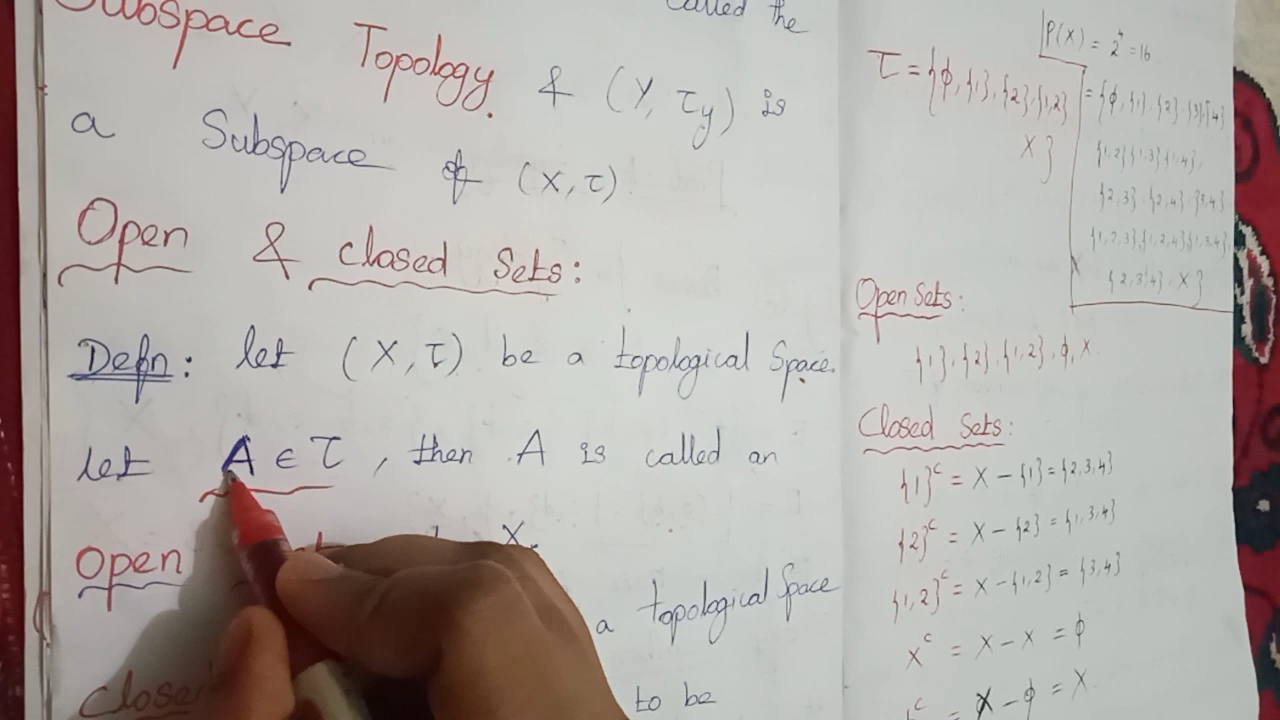 Subspace Topology. called the
& (Y, τy) is
a Subspace of (X, τ)
Open & closed Sets:
Defn: let (X, τ) be a topological Space.
let A ∈ τ, then A is called an
Open X.
a topological Space
Closed
to be
P(X) = 2⁴ = 16
τ = {ϕ, {1}, {2}, {1,2}
X}
= {ϕ, {1}, {2}, {3}, {4}
{1,2} {1,3} {1,4},
{2,3}, {2,4}, {3,4}
{1,2,3} {1,2,4} {1,3,4},
{2,3,4}, X}
Open Sets:
{1}, {2}, {1,2}, ϕ, X.
Closed Sets:
{1}ᶜ = X - {1} = {2,3,4}
{2}ᶜ = X - {2} = {1,3,4}
{1,2}ᶜ = X - {1,2} = {3,4}
Xᶜ = X - X = ϕ
= X - ϕ = X.